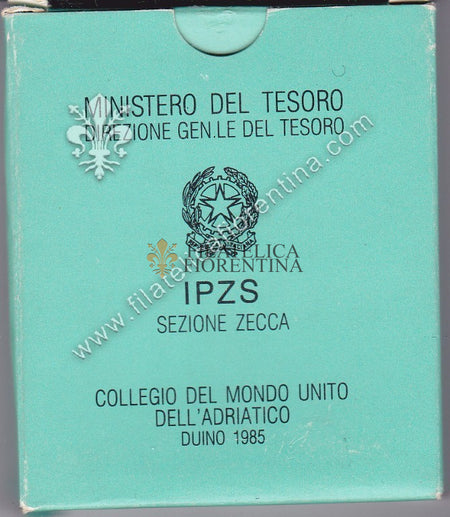 MINISTERO DEL TESORO
DIREZIONE GEN.LE DEL TESORO
FILATELICA
FIORENTINA
www.filatelicafiorentina.com
IPZS
SEZIONE ZECCA
COLLEGIO DEL MONDO UNITO
DELL'ADRIATICO
DUINO 1985